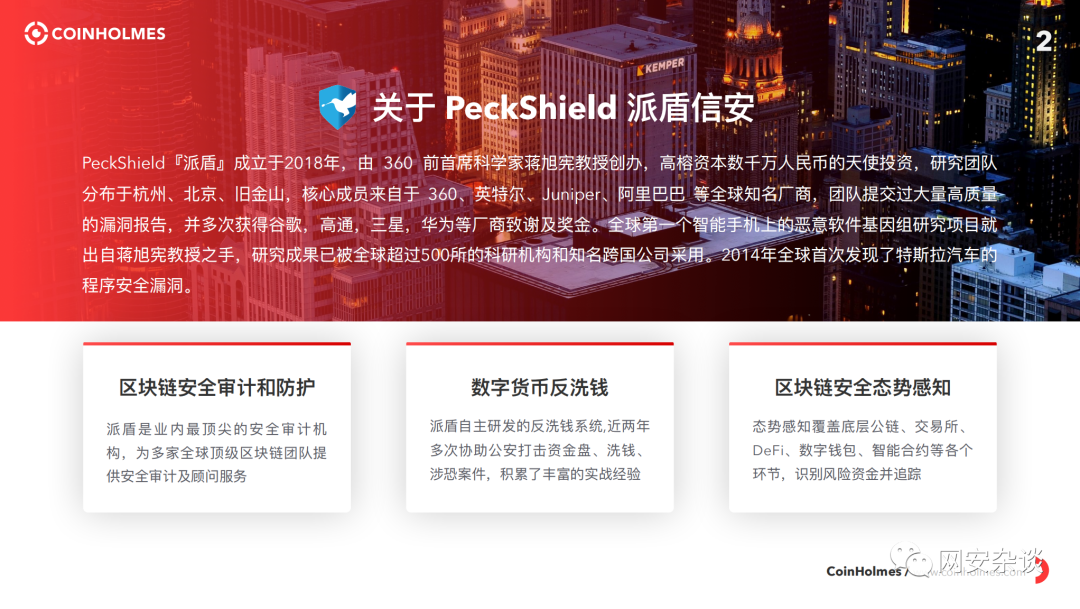 COINHOLMES
2
KEMPER
关于 PeckShield 派盾信安
PeckShield『派盾』成立于2018年，由 360 前首席科学家蒋旭宪教授创办，高榕资本数千万人民币的天使投资，研究团队
分布于杭州、北京、旧金山，核心成员来自于 360、英特尔、Juniper、阿里巴巴 等全球知名厂商，团队提交过大量高质量
的漏洞报告，并多次获得谷歌，高通，三星，华为等厂商致谢及奖金。全球第一个智能手机上的恶意软件基因组研究项目就
出自蒋旭宪教授之手，研究成果已被全球超过500所的科研机构和知名跨国公司采用。2014年全球首次发现了特斯拉汽车的
程序安全漏洞。
区块链安全审计和防护
派盾是业内最顶尖的安全审计机
构，为多家全球顶级区块链团队提
供安全审计及顾问服务
数字货币反洗钱
派盾自主研发的反洗钱系统,近两年
多次协助公安打击资金盘、洗钱、
涉恐案件，积累了丰富的实战经验
区块链安全态势感知
态势感知覆盖底层公链、交易所、
DeFi、数字钱包、智能合约等各个
环节，识别风险资金并追踪
网安杂谈
CoinHolmes /